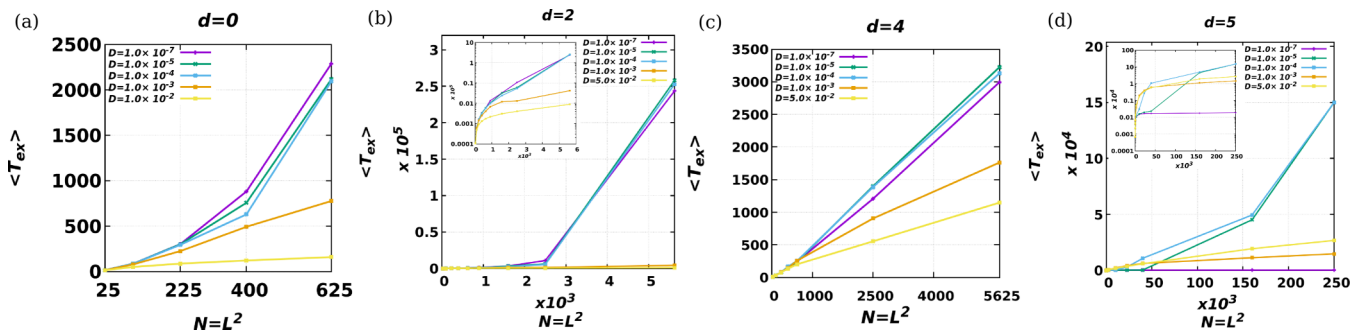 (a)
d=0
2500
2000
1500
1000
500
0
<T_ex>
D=1.0× 10⁻⁷
D=1.0× 10⁻⁵
D=1.0× 10⁻⁴
D=1.0× 10⁻³
D=1.0× 10⁻²
25 225 400 625
N=L²
(b)
d=2
3
2.5
2
1.5
1
0.5
0
<T_ex>
x 10⁵
D=1.0× 10⁻⁷
D=1.0× 10⁻⁵
D=1.0× 10⁻⁴
D=1.0× 10⁻³
D=5.0× 10⁻²
10
1
0.1
0.01
0.001
0.0001
x 10⁵
0 1 2 3 4 5 6
x10³
0 1 2 3 4 5
x10³
N=L²
(c)
d=4
3500
3000
2500
2000
1500
1000
500
0
<T_ex>
D=1.0× 10⁻⁷
D=1.0× 10⁻⁵
D=1.0× 10⁻⁴
D=1.0× 10⁻³
D=5.0× 10⁻²
0 1000 2500 4000 5625
N=L²
(d)
d=5
20
15
10
5
0
<T_ex>
x 10⁴
D=1.0× 10⁻⁷
D=1.0× 10⁻⁵
D=1.0× 10⁻⁴
D=1.0× 10⁻³
D=5.0× 10⁻²
100
10
1
0.1
0.01
0.001
0.0001
x 10⁴
0 50 100 150 200 250
x10³
0 50 100 150 200 250
x10³
N=L²